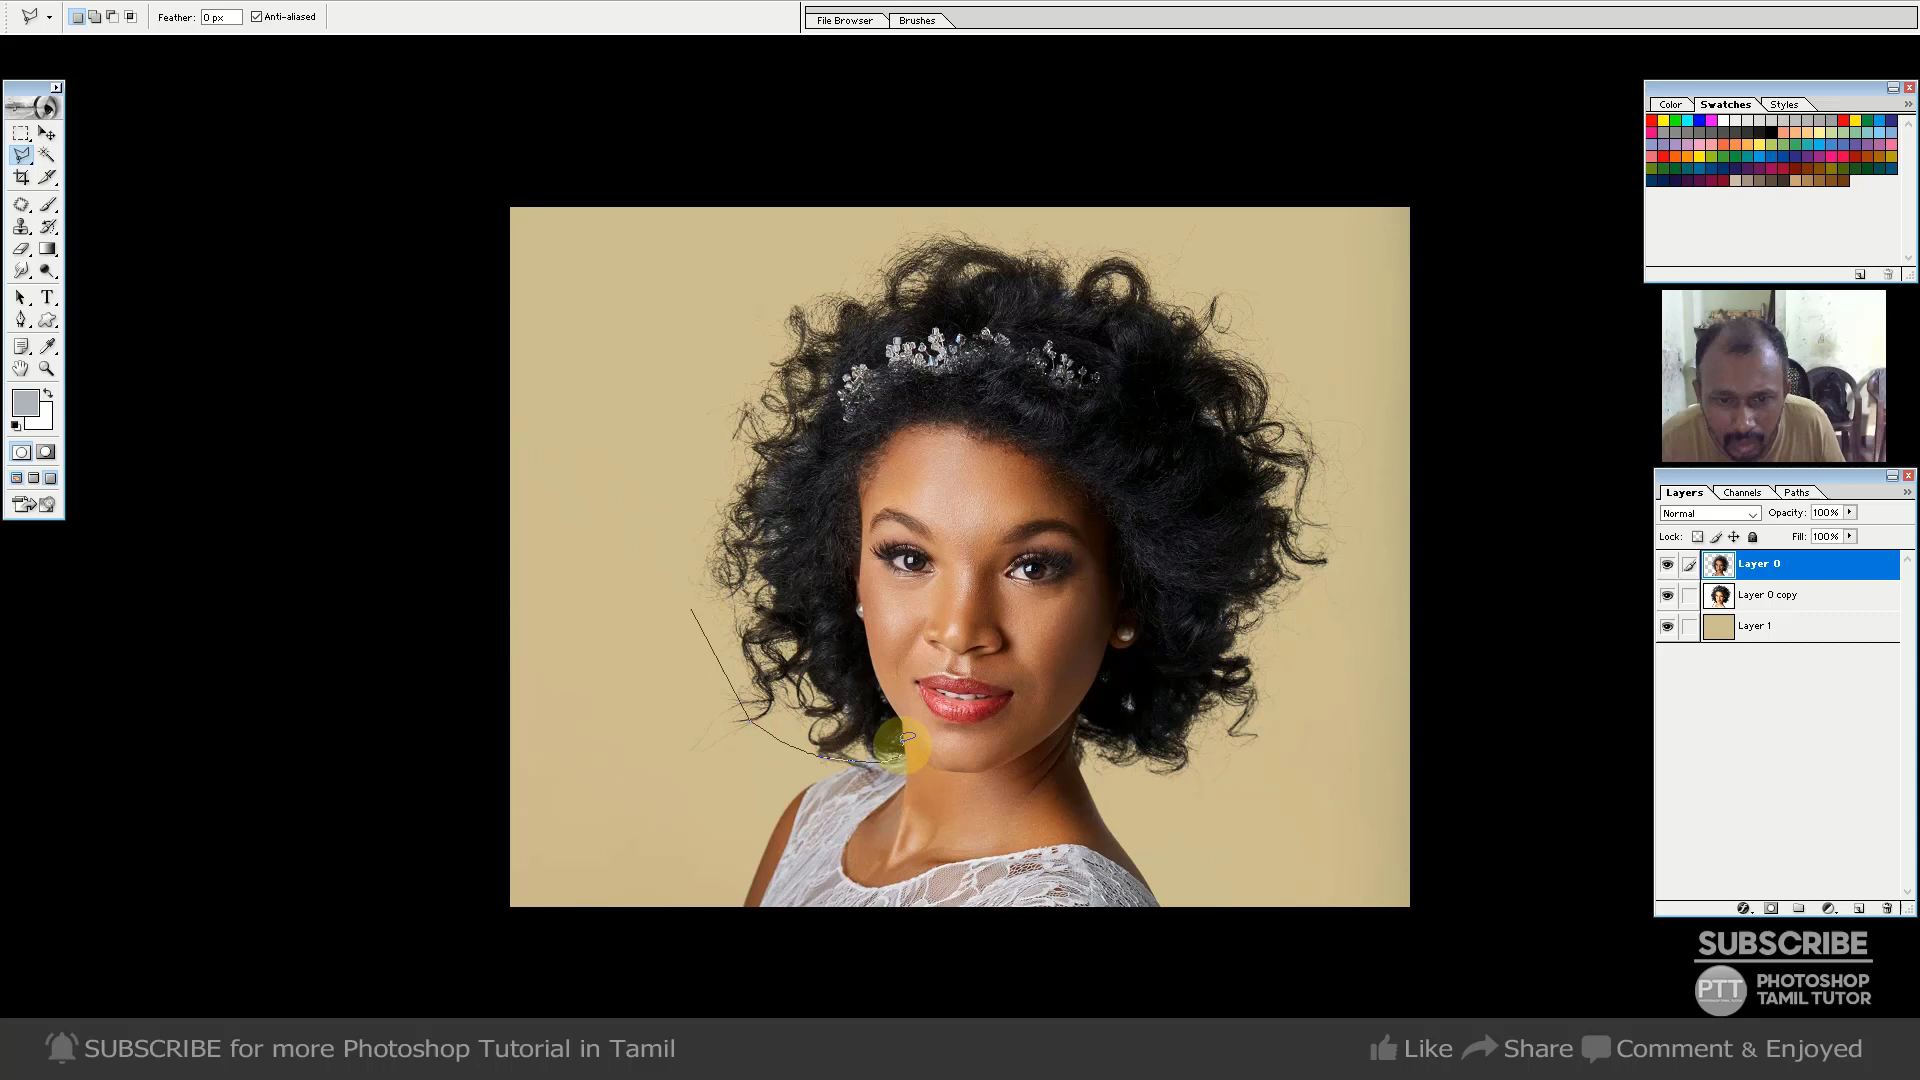 Feather: 0 px Anti-aliased File Browser Brushes
Color Swatches Styles
Layers Channels Paths
Normal Opacity: 100%
Lock: Fill: 100%
Layer 0
Layer 0 copy
Layer 1
SUBSCRIBE
PTT PHOTOSHOP
TAMIL TUTOR
SUBSCRIBE for more Photoshop Tutorial in Tamil Like Share Comment & Enjoyed